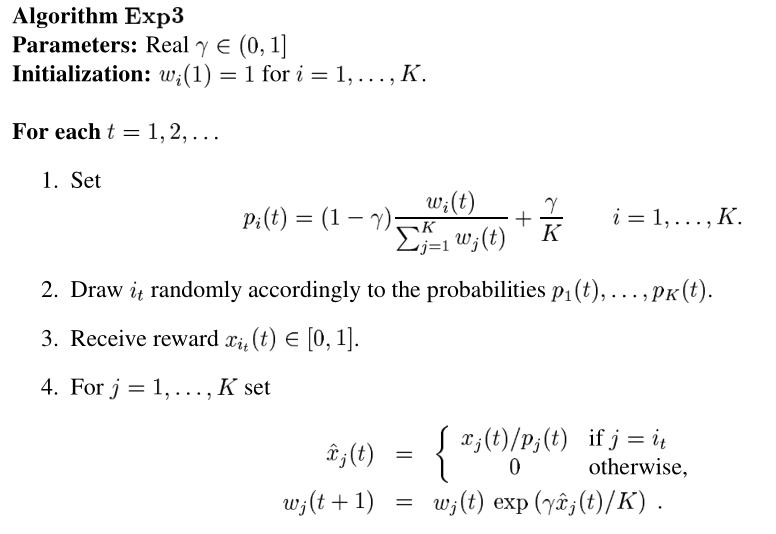 Algorithm Exp3
Parameters: Real γ ∈ (0, 1]
Initialization: w_i(1) = 1 for i = 1, . . . , K.
For each t = 1, 2, . . .
1. Set
p_i(t) = (1 − γ) w_i(t) / ∑_{j=1}^{K} w_j(t) + γ / K    i = 1, . . . , K.
2. Draw i_t randomly accordingly to the probabilities p_1(t), . . . , p_K(t).
3. Receive reward x_{i_t}(t) ∈ [0, 1].
4. For j = 1, . . . , K set
x̂_j(t) = { x_j(t)/p_j(t) if j = i_t
0 otherwise,
w_j(t + 1) = w_j(t) exp (γx̂_j(t)/K) .